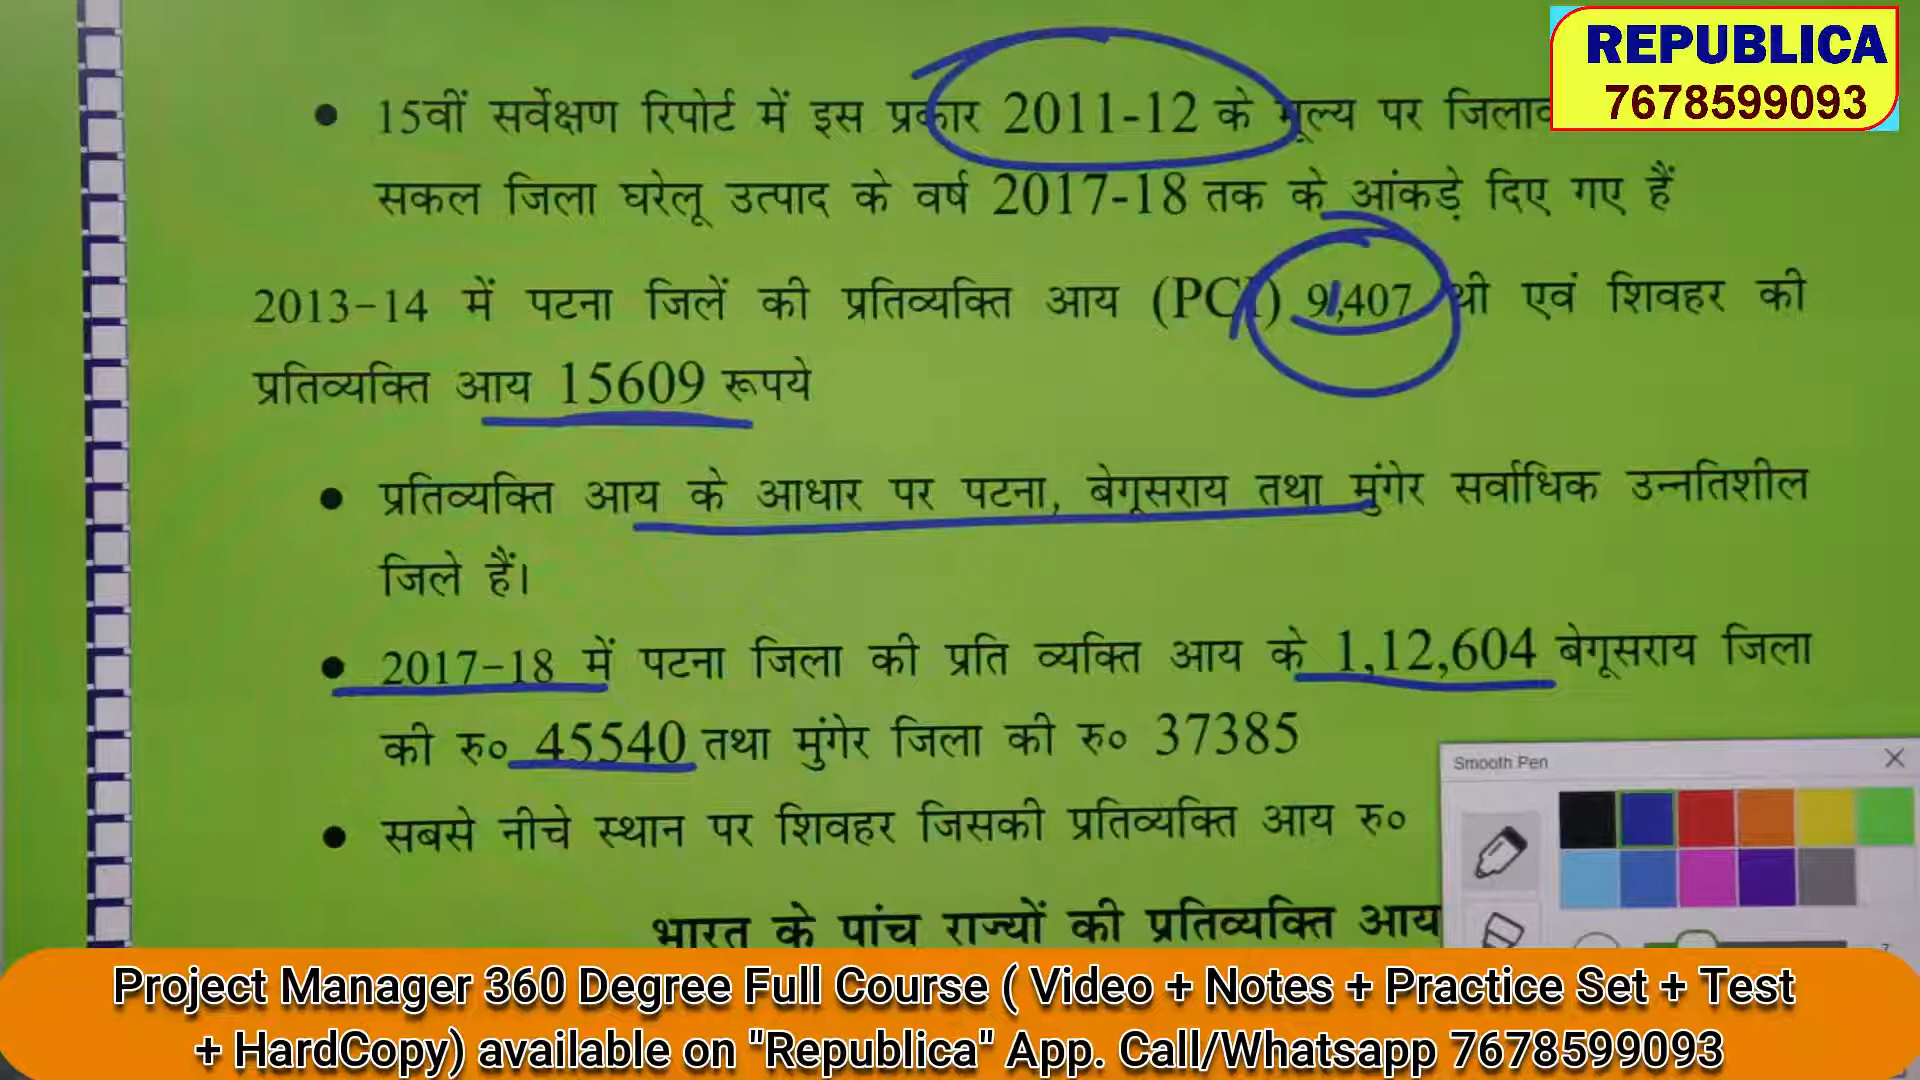 REPUBLICA
7678599093
• 15वीं सर्वेक्षण रिपोर्ट में इस प्रकार 2011-12 के मूल्य पर
सकल जिला घरेलू उत्पाद के वर्ष 2017-18 तक के आंकड़े दिए गए हैं
2013-14 में पटना जिलें की प्रतिव्यक्ति आय (PCI) 91,407 थी एवं शिवहर की
प्रतिव्यक्ति आय 15609 रूपये
• प्रतिव्यक्ति आय के आधार पर पटना, बेगूसराय तथा मुंगेर सर्वाधिक उन्नतिशील
जिले हैं।
• 2017-18 में पटना जिला की प्रति व्यक्ति आय के 1,12,604 बेगूसराय जिला
की रु० 45540 तथा मुंगेर जिला की रु० 37385
• सबसे नीचे स्थान पर शिवहर जिसकी प्रतिव्यक्ति आय रु०
भारत के पांच राज्यों की प्रतिव्यक्ति आय
Smooth Pen
Project Manager 360 Degree Full Course ( Video + Notes + Practice Set + Test
+ HardCopy) available on "Republica" App. Call/Whatsapp 7678599093